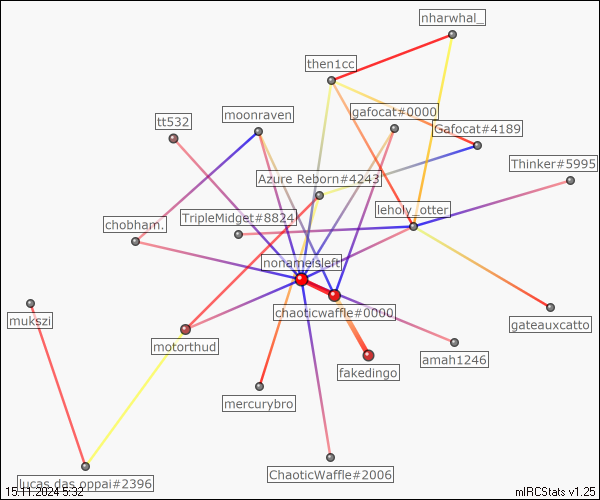 nharwhal_
then1cc
gafocat#0000
moonraven
tt532
Gafocat#4189
Thinker#5995
Azure Reborn#4243
leholy_otter
TripleMidget#8824
chobham.
nonameisleft
chaoticwaffle#0000
mukszi
gateauxcatto
motorthud
amah1246
fakedingo
mercurybro
ChaoticWaffle#2006
lucas das oppai#2396
15.11.2024 5:32
mIRCStats v1.25